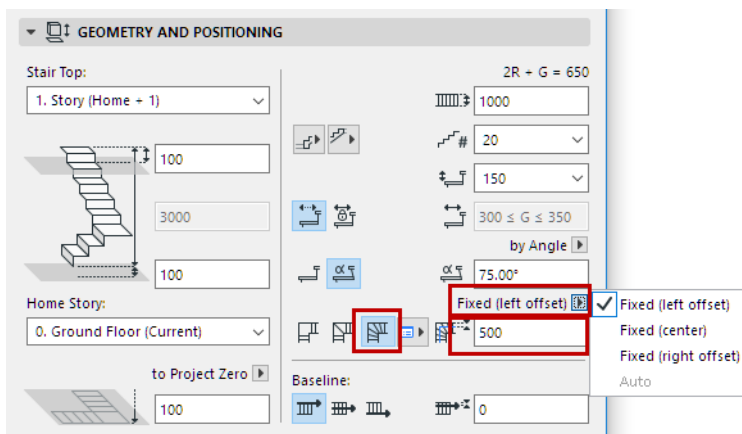 GEOMETRY AND POSITIONING
Stair Top:
2R + G = 650
1. Story (Home + 1)
1000
# 20
100
150
3000
300 ≤ G ≤ 350
by Angle
100
α
α 75.00°
Home Story:
Fixed (left offset)
Fixed (left offset)
0. Ground Floor (Current)
500
Fixed (center)
Fixed (right offset)
to Project Zero
Baseline:
Auto
100
0